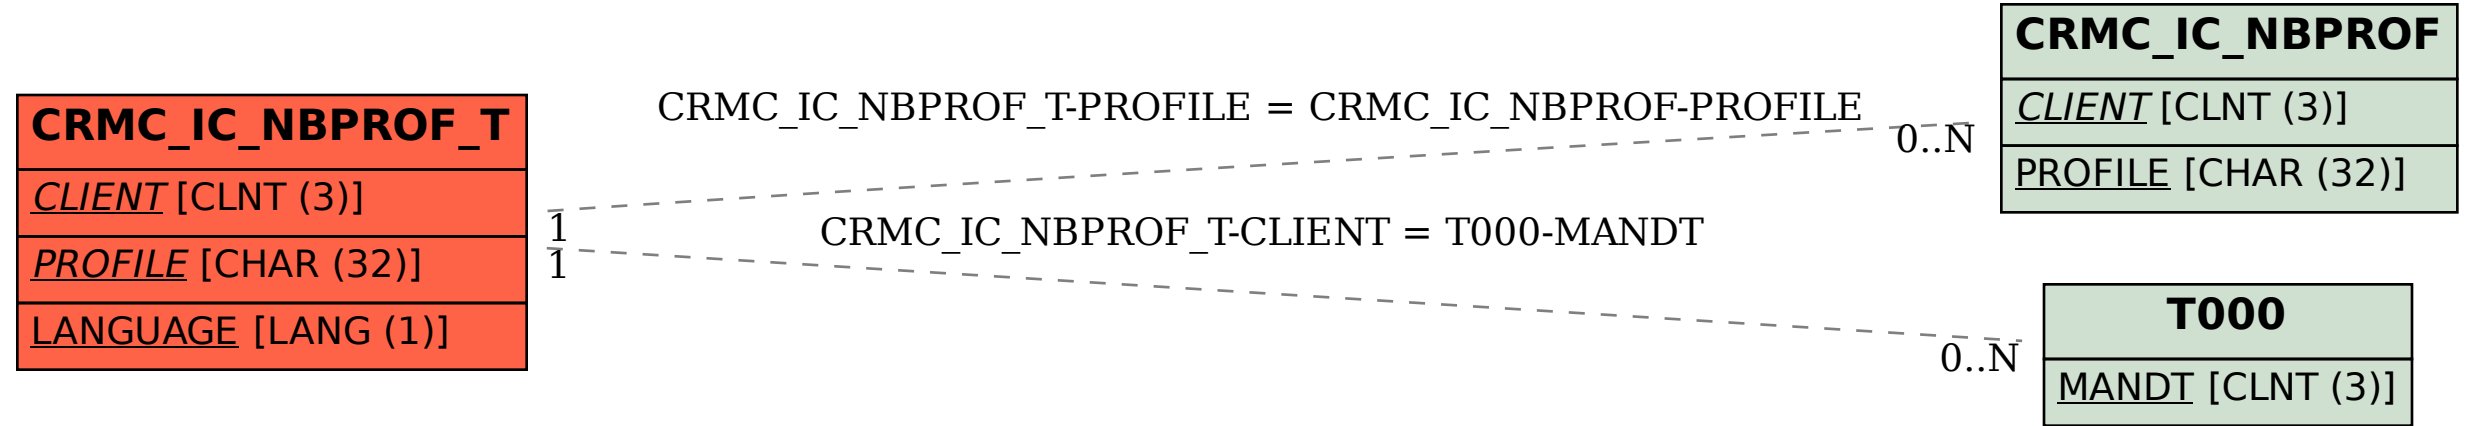 CRMC_IC_NBPROF_T
CLIENT [CLNT (3)]
PROFILE [CHAR (32)]
LANGUAGE [LANG (1)]
CRMC_IC_NBPROF_T-PROFILE = CRMC_IC_NBPROF-PROFILE
0..N
1
CRMC_IC_NBPROF_T-CLIENT = T000-MANDT
1
0..N
CRMC_IC_NBPROF
CLIENT [CLNT (3)]
PROFILE [CHAR (32)]
T000
MANDT [CLNT (3)]